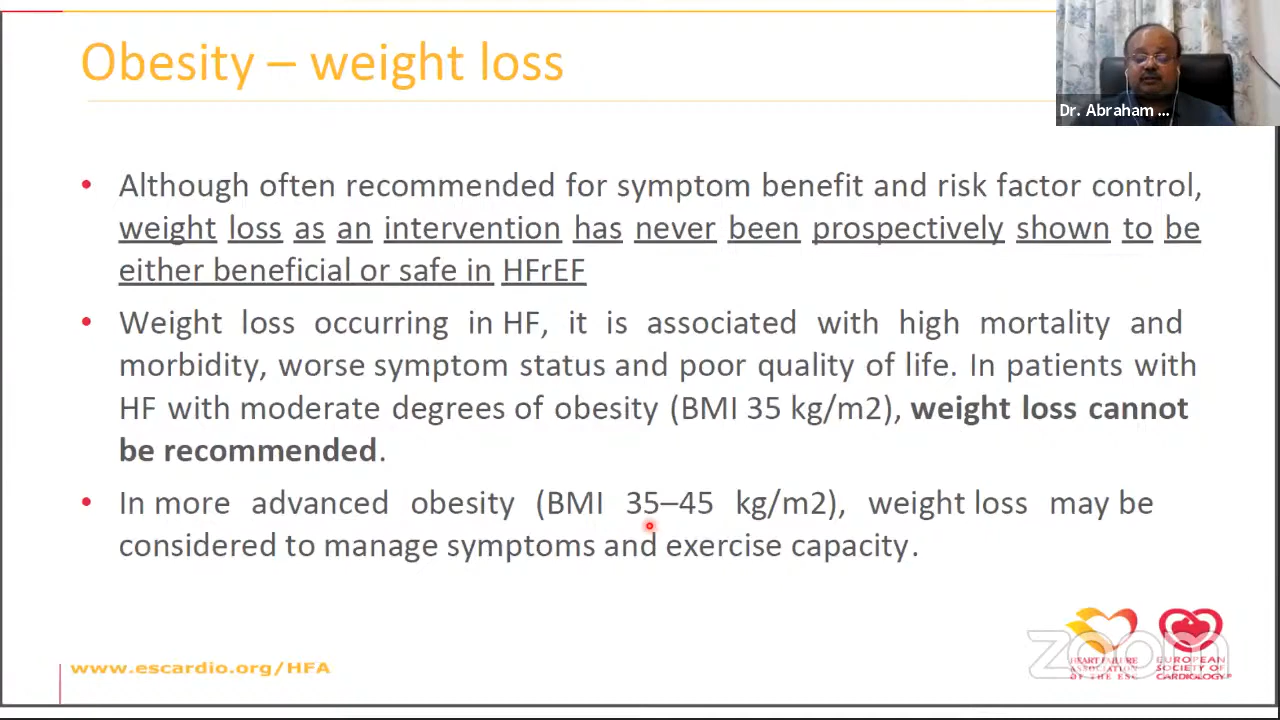 Obesity – weight loss
Dr. Abraham ...
• Although often recommended for symptom benefit and risk factor control,
weight loss as an intervention has never been prospectively shown to be
either beneficial or safe in HFrEF
• Weight loss occurring in HF, it is associated with high mortality and
morbidity, worse symptom status and poor quality of life. In patients with
HF with moderate degrees of obesity (BMI 35 kg/m2), weight loss cannot
be recommended.
• In more advanced obesity (BMI 35–45 kg/m2), weight loss may be
considered to manage symptoms and exercise capacity.
www.escardio.org/HFA
zoom
HEART FAILURE
ASSOCIATION
OF THE ESC
EUROPEAN
SOCIETY OF
CARDIOLOGY®